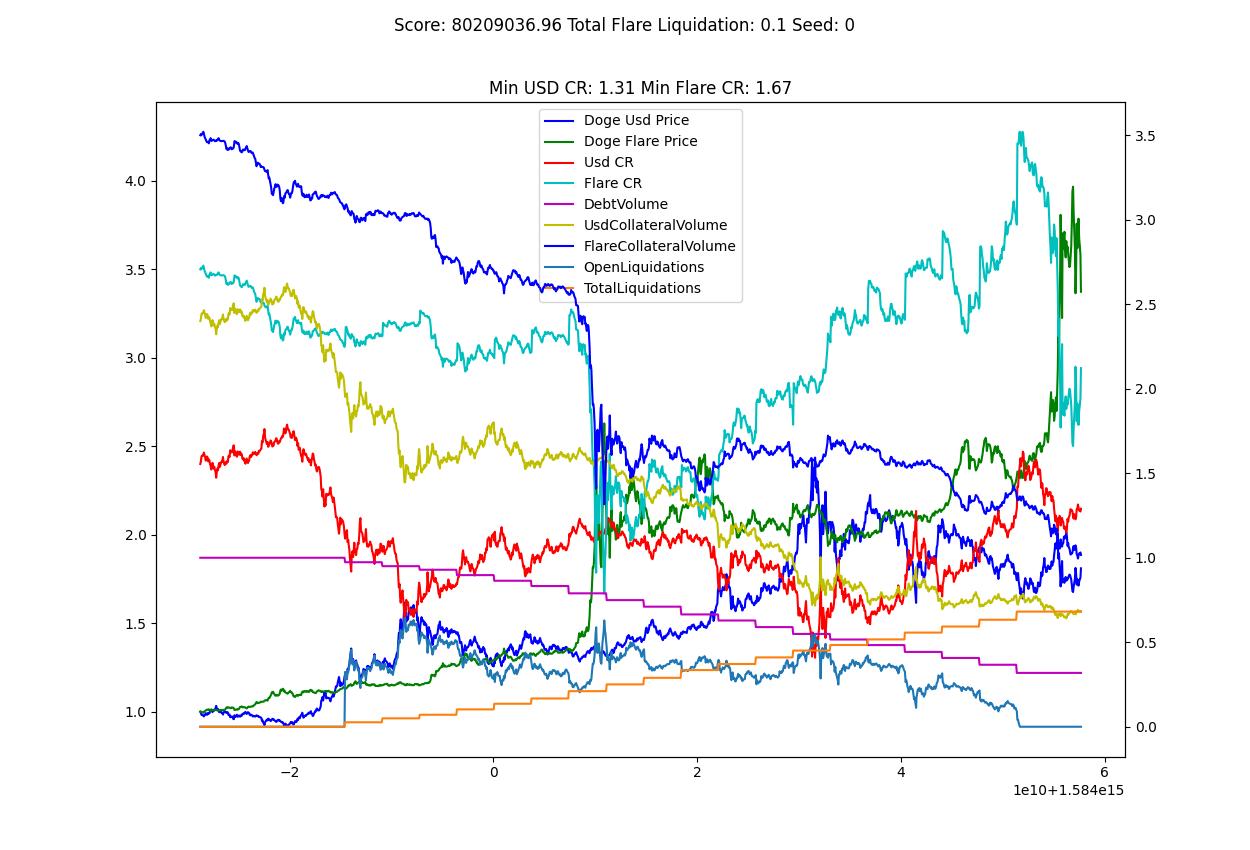 Score: 80209036.96 Total Flare Liquidation: 0.1 Seed: 0
Min USD CR: 1.31 Min Flare CR: 1.67
Doge Usd Price
Doge Flare Price
Usd CR
Flare CR
DebtVolume
UsdCollateralVolume
FlareCollateralVolume
OpenLiquidations
TotalLiquidations
4.0
3.5
3.0
2.5
2.0
1.5
1.0
3.5
3.0
2.5
2.0
1.5
1.0
0.5
0.0
−2
0
2
4
6
1e10+1.584e15